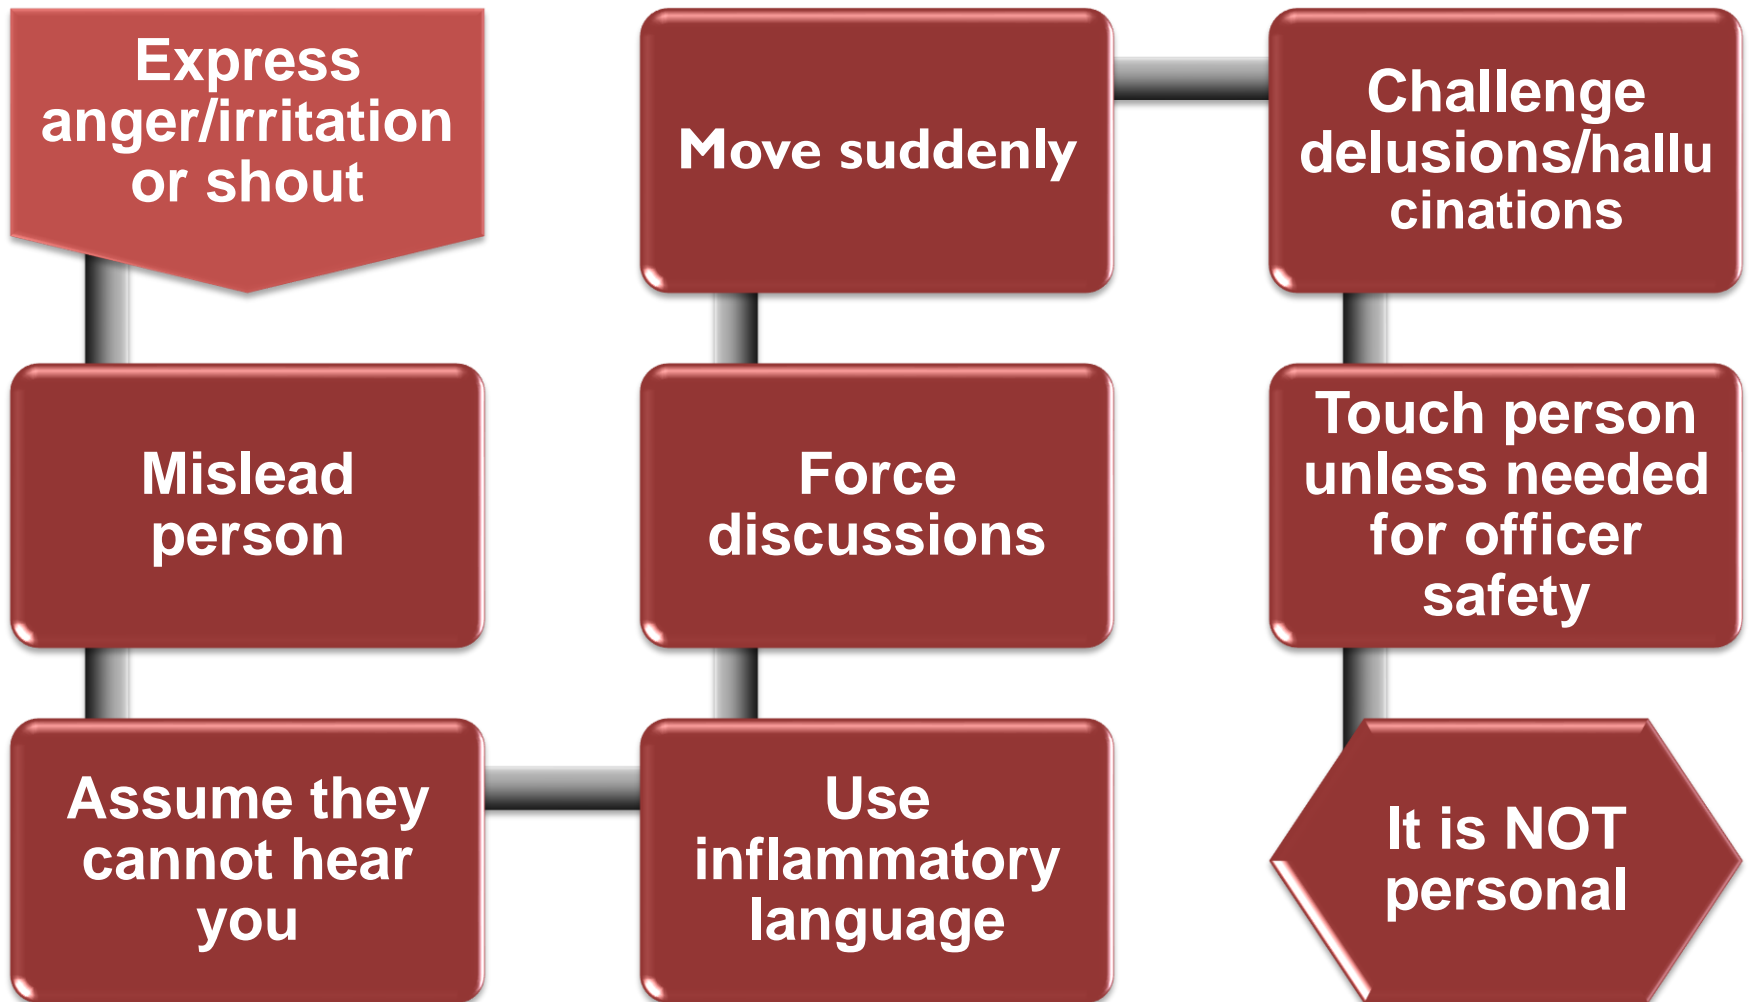 Express
anger/irritation
or shout
Mislead
person
Assume they
cannot hear
you
Use
inflammatory
language
Force
discussions
Move suddenly
Challenge
delusions/hallu
cinations
Touch person
unless needed
for officer
safety
It is NOT
personal